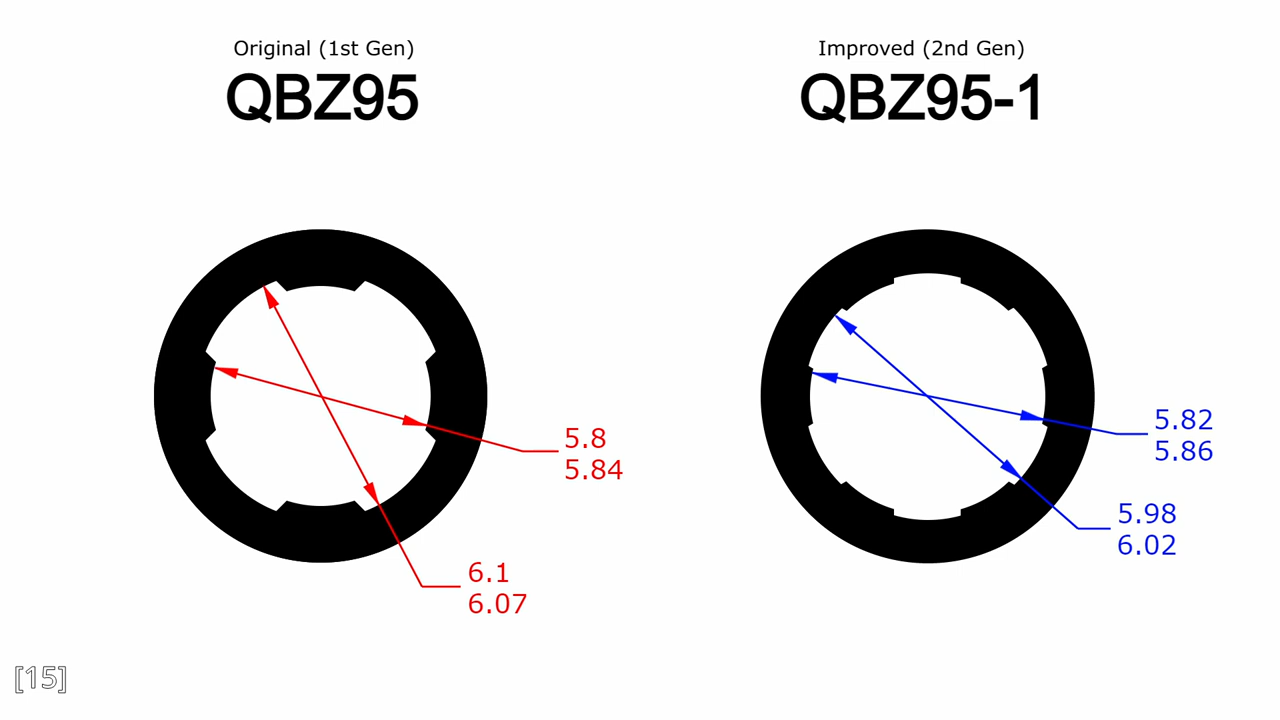 Original (1st Gen)
QBZ95
Improved (2nd Gen)
QBZ95-1
5.8
5.84
6.1
6.07
5.82
5.86
5.98
6.02
[15]